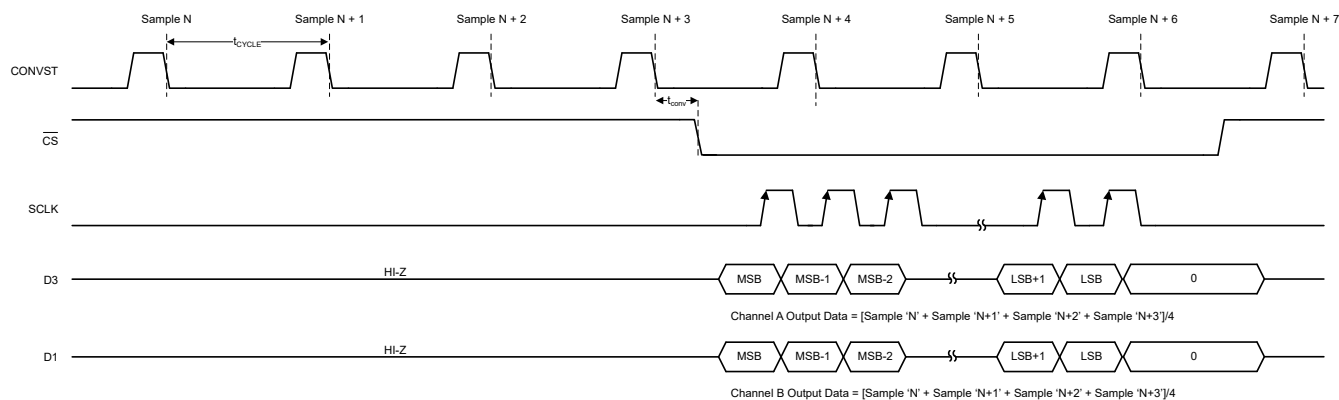 Sample N Sample N + 1 Sample N + 2 Sample N + 3 Sample N + 4 Sample N + 5 Sample N + 6 Sample N + 7
tCYCLE
CONVST
tconv
CS
SCLK
HI-Z
D3 MSB MSB-1 MSB-2 LSB+1 LSB 0
Channel A Output Data = [Sample ‘N’ + Sample ‘N+1’ + Sample ‘N+2’ + Sample ‘N+3’]/4
HI-Z
D1 MSB MSB-1 MSB-2 LSB+1 LSB 0
Channel B Output Data = [Sample ‘N’ + Sample ‘N+1’ + Sample ‘N+2’ + Sample ‘N+3’]/4